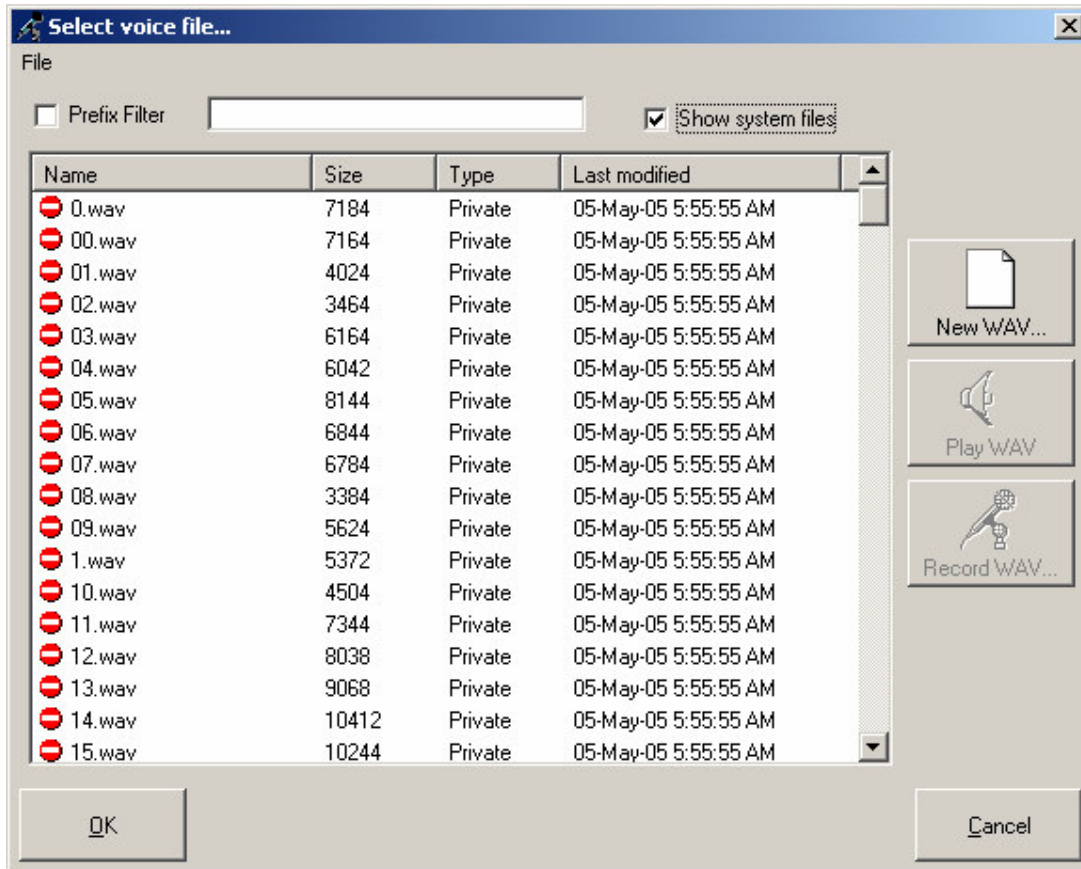 Select voice file...
File
Prefix Filter Show system files
Name Size Type Last modified
0.wav 7184 Private 05-May-05 5:55:55 AM
00.wav 7164 Private 05-May-05 5:55:55 AM
01.wav 4024 Private 05-May-05 5:55:55 AM
02.wav 3464 Private 05-May-05 5:55:55 AM
03.wav 6164 Private 05-May-05 5:55:55 AM
04.wav 6042 Private 05-May-05 5:55:55 AM
05.wav 8144 Private 05-May-05 5:55:55 AM
06.wav 6844 Private 05-May-05 5:55:55 AM
07.wav 6784 Private 05-May-05 5:55:55 AM
08.wav 3384 Private 05-May-05 5:55:55 AM
09.wav 5624 Private 05-May-05 5:55:55 AM
1.wav 5372 Private 05-May-05 5:55:55 AM
10.wav 4504 Private 05-May-05 5:55:55 AM
11.wav 7344 Private 05-May-05 5:55:55 AM
12.wav 8038 Private 05-May-05 5:55:55 AM
13.wav 9068 Private 05-May-05 5:55:55 AM
14.wav 10412 Private 05-May-05 5:55:55 AM
15.wav 10244 Private 05-May-05 5:55:55 AM
New WAV...
Play WAV
Record WAV...
OK Cancel